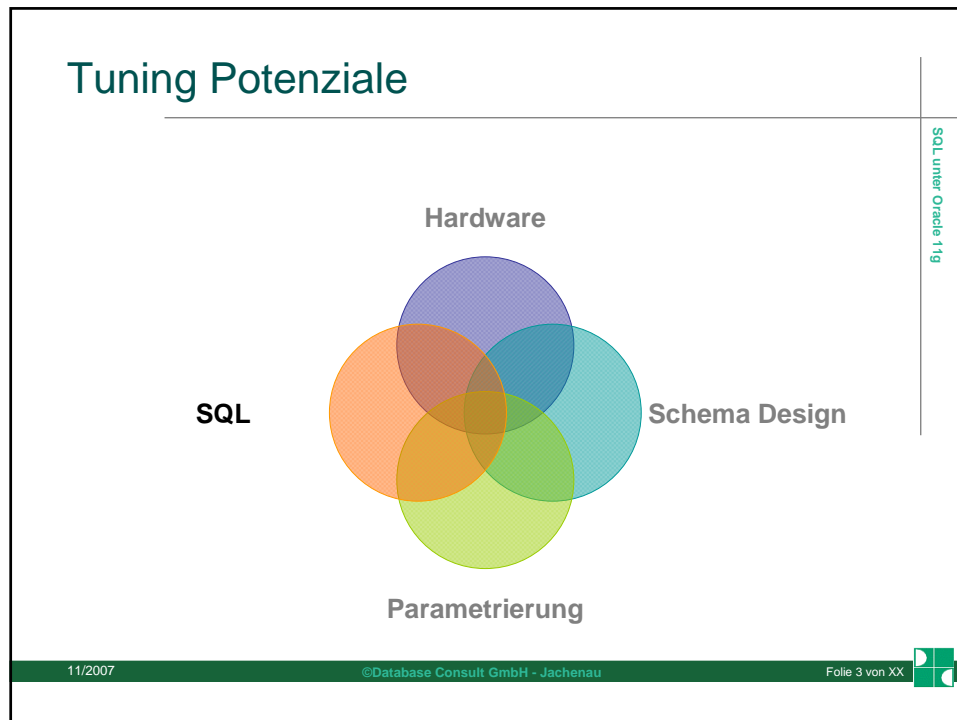 Tuning Potenziale
SQL unter Oracle 11g
Hardware
SQL
Schema Design
Parametrierung
11/2007
©Database Consult GmbH - Jachenau
Folie 3 von XX